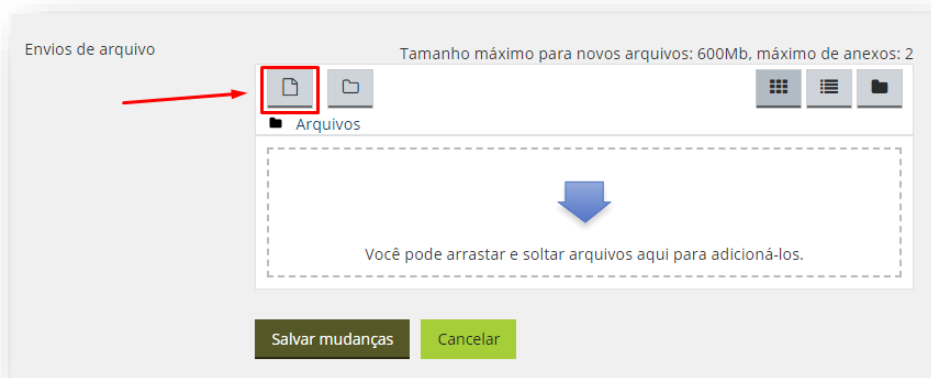 Envios de arquivo
Tamanho máximo para novos arquivos: 600Mb, máximo de anexos: 2
Arquivos
Você pode arrastar e soltar arquivos aqui para adicioná-los.
Salvar mudanças
Cancelar